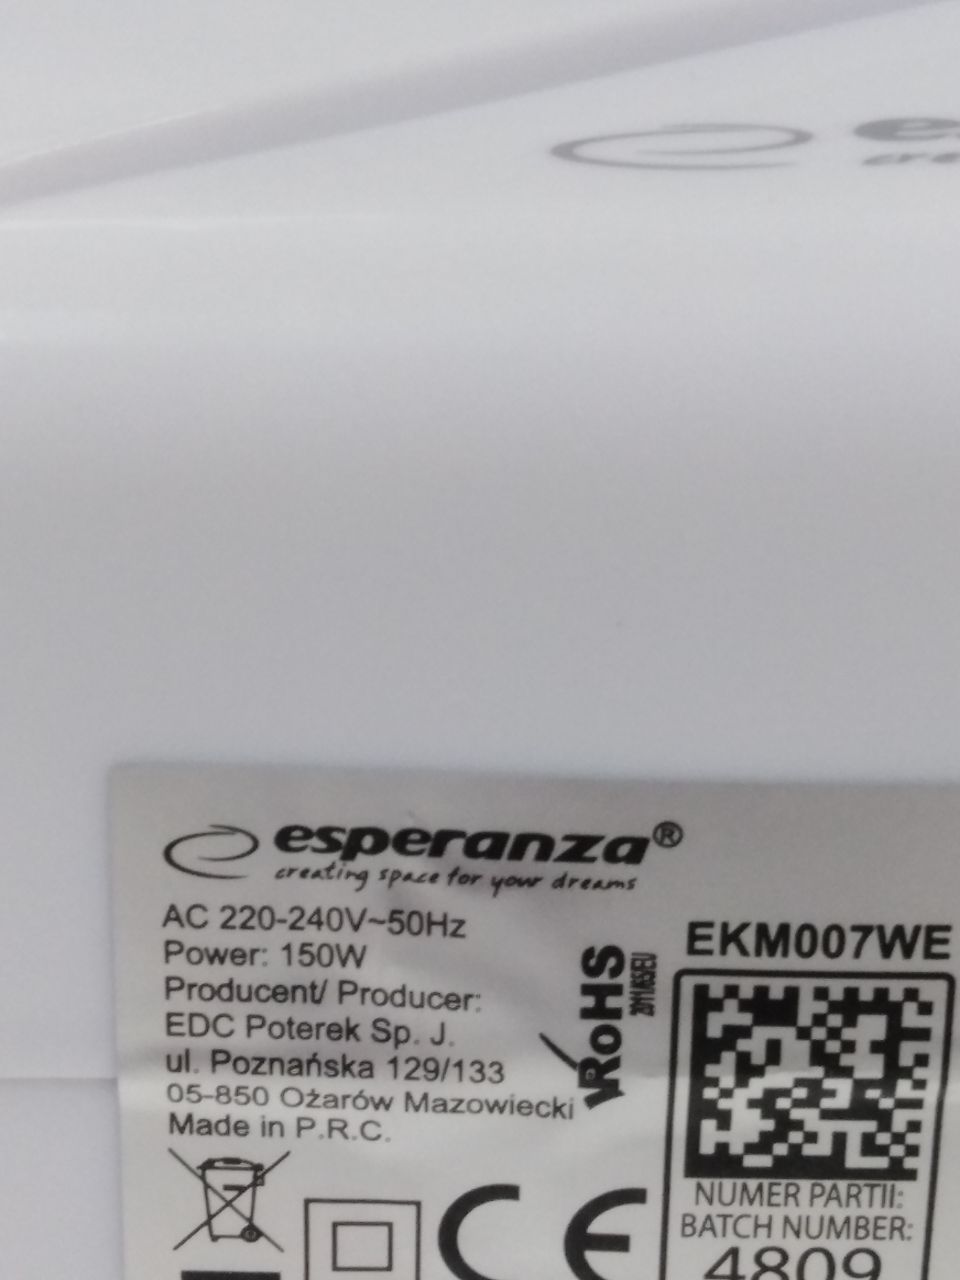 esperanza®
creating space for your dreams
AC 220-240V~50Hz
Power: 150W
Producent/ Producer:
EDC Poterek Sp. J.
ul. Poznańska 129/133
05-850 Ożarów Mazowiecki
Made in P.R.C.
RoHS
2011/65/EU
EKM007WE
NUMER PARTII:
BATCH NUMBER:
4809
CE